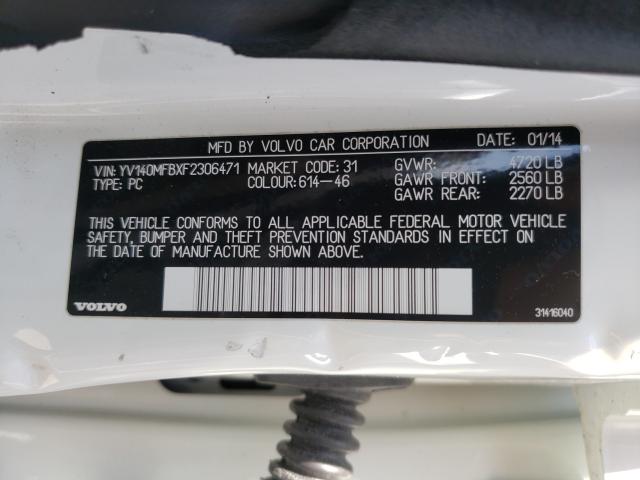 MFD BY VOLVO CAR CORPORATION DATE: 01/14
VIN: YV140MFBXF2306471 MARKET CODE: 31 GVWR: 4720 LB
TYPE: PC COLOUR: 614-46 GAWR FRONT: 2560 LB
GAWR REAR: 2270 LB
THIS VEHICLE CONFORMS TO ALL APPLICABLE FEDERAL MOTOR VEHICLE
SAFETY, BUMPER AND THEFT PREVENTION STANDARDS IN EFFECT ON
THE DATE OF MANUFACTURE SHOWN ABOVE.
VOLVO 31416040